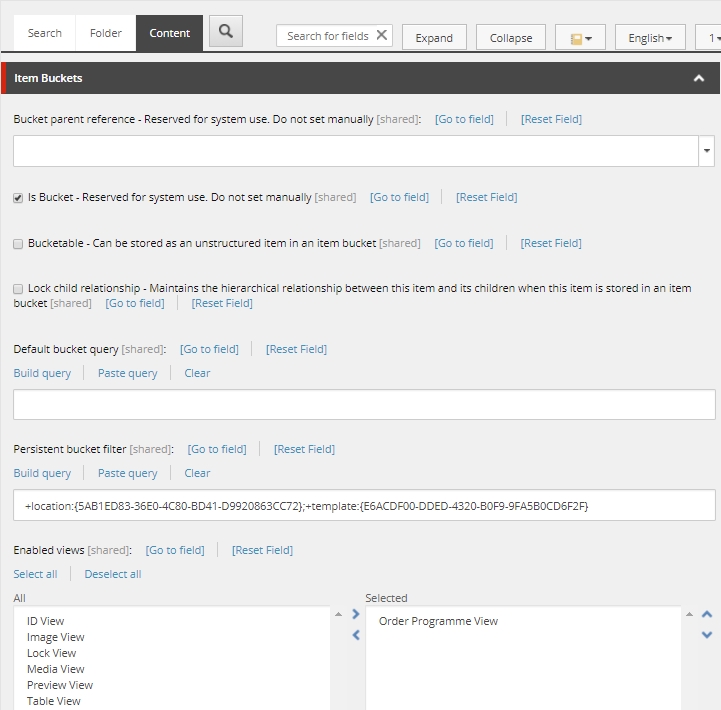 Search Folder Content Search for fields Expand Collapse English 1
Item Buckets
Bucket parent reference - Reserved for system use. Do not set manually [shared]: [Go to field] [Reset Field]
Is Bucket - Reserved for system use. Do not set manually [shared] [Go to field] [Reset Field]
Bucketable - Can be stored as an unstructured item in an item bucket [shared] [Go to field] [Reset Field]
Lock child relationship - Maintains the hierarchical relationship between this item and its children when this item is stored in an item
bucket [shared] [Go to field] [Reset Field]
Default bucket query [shared]: [Go to field] [Reset Field]
Build query Paste query Clear
Persistent bucket filter [shared]: [Go to field] [Reset Field]
Build query Paste query Clear
+location:{5AB1ED83-36E0-4C80-BD41-D9920863CC72};+template:{E6ACDF00-DDED-4320-B0F9-9FA5B0CD6F2F}
Enabled views [shared]: [Go to field] [Reset Field]
Select all Deselect all
All Selected
ID View Order Programme View
Image View
Lock View
Media View
Preview View
Table View